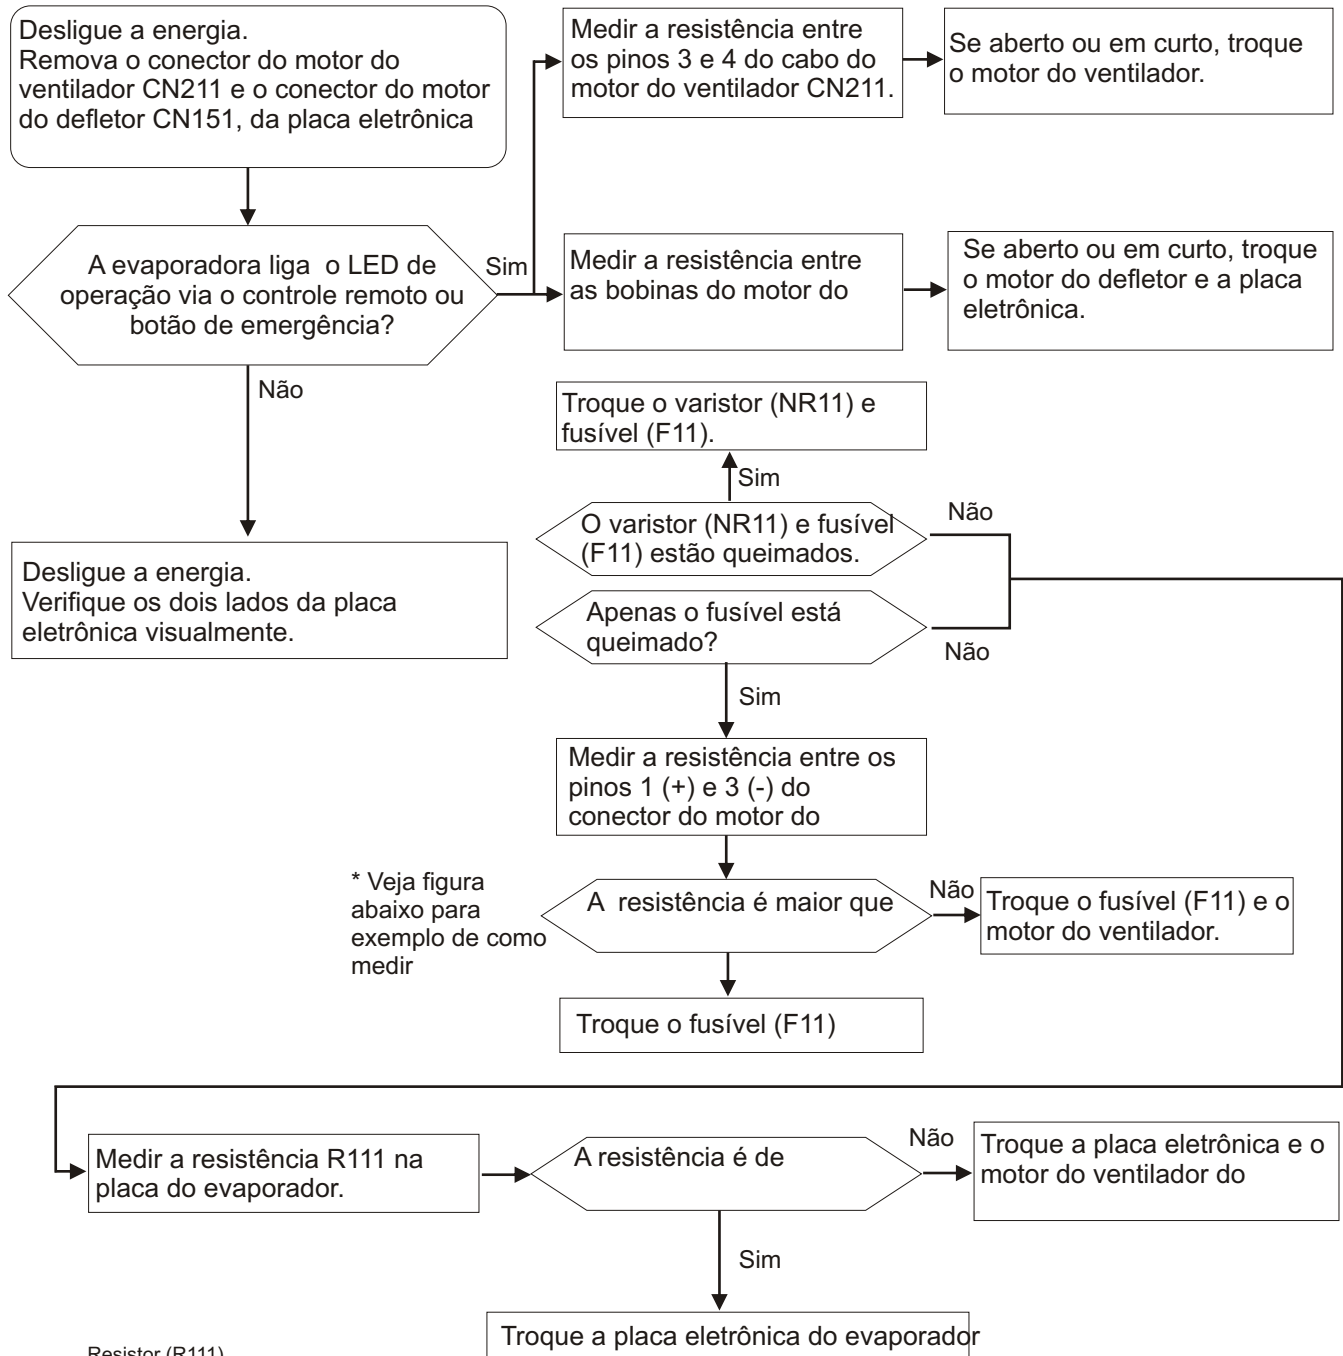 Desligue a energia.
Remova o conector do motor do
ventilador CN211 e o conector do motor
do defletor CN151, da placa eletrônica
Medir a resistência entre
os pinos 3 e 4 do cabo do
motor do ventilador CN211.
Se aberto ou em curto, troque
o motor do ventilador.
A evaporadora liga o LED de
operação via o controle remoto ou
botão de emergência?
Sim
Medir a resistência entre
as bobinas do motor do
Se aberto ou em curto, troque
o motor do defletor e a placa
eletrônica.
Não
Troque o varistor (NR11) e
fusível (F11).
Sim
O varistor (NR11) e fusível
(F11) estão queimados.
Não
Desligue a energia.
Verifique os dois lados da placa
eletrônica visualmente.
Apenas o fusível está
queimado?
Não
Sim
Medir a resistência entre os
pinos 1 (+) e 3 (-) do
conector do motor do
* Veja figura
abaixo para
exemplo de como
medir
A resistência é maior que
Não
Troque o fusível (F11) e o
motor do ventilador.
Troque o fusível (F11)
Medir a resistência R111 na
placa do evaporador.
A resistência é de
Não
Troque a placa eletrônica e o
motor do ventilador do
Sim
Troque a placa eletrônica do evaporador
Resistor (R111)